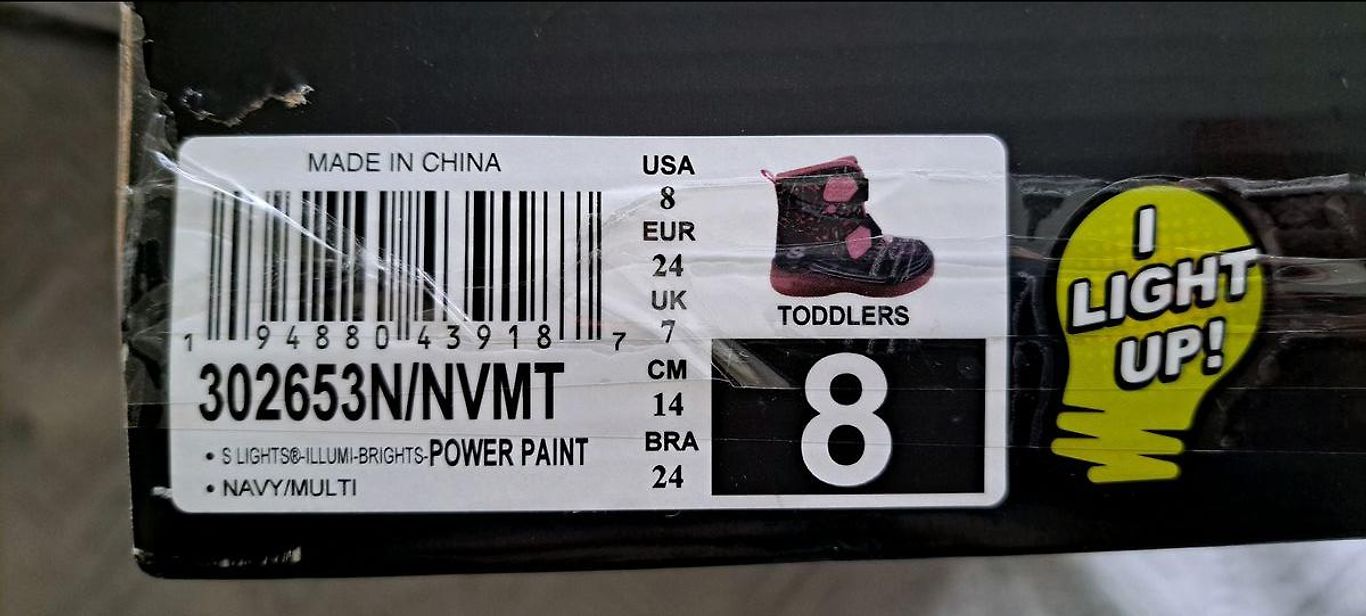 MADE IN CHINA
1 94880 43918 7
302653N/NVMT
• S LIGHTS®-ILLUMI-BRIGHTS-POWER PAINT
• NAVY/MULTI
USA
8
EUR
24
UK
7
CM
14
BRA
24
TODDLERS
8
I
LIGHT
UP!